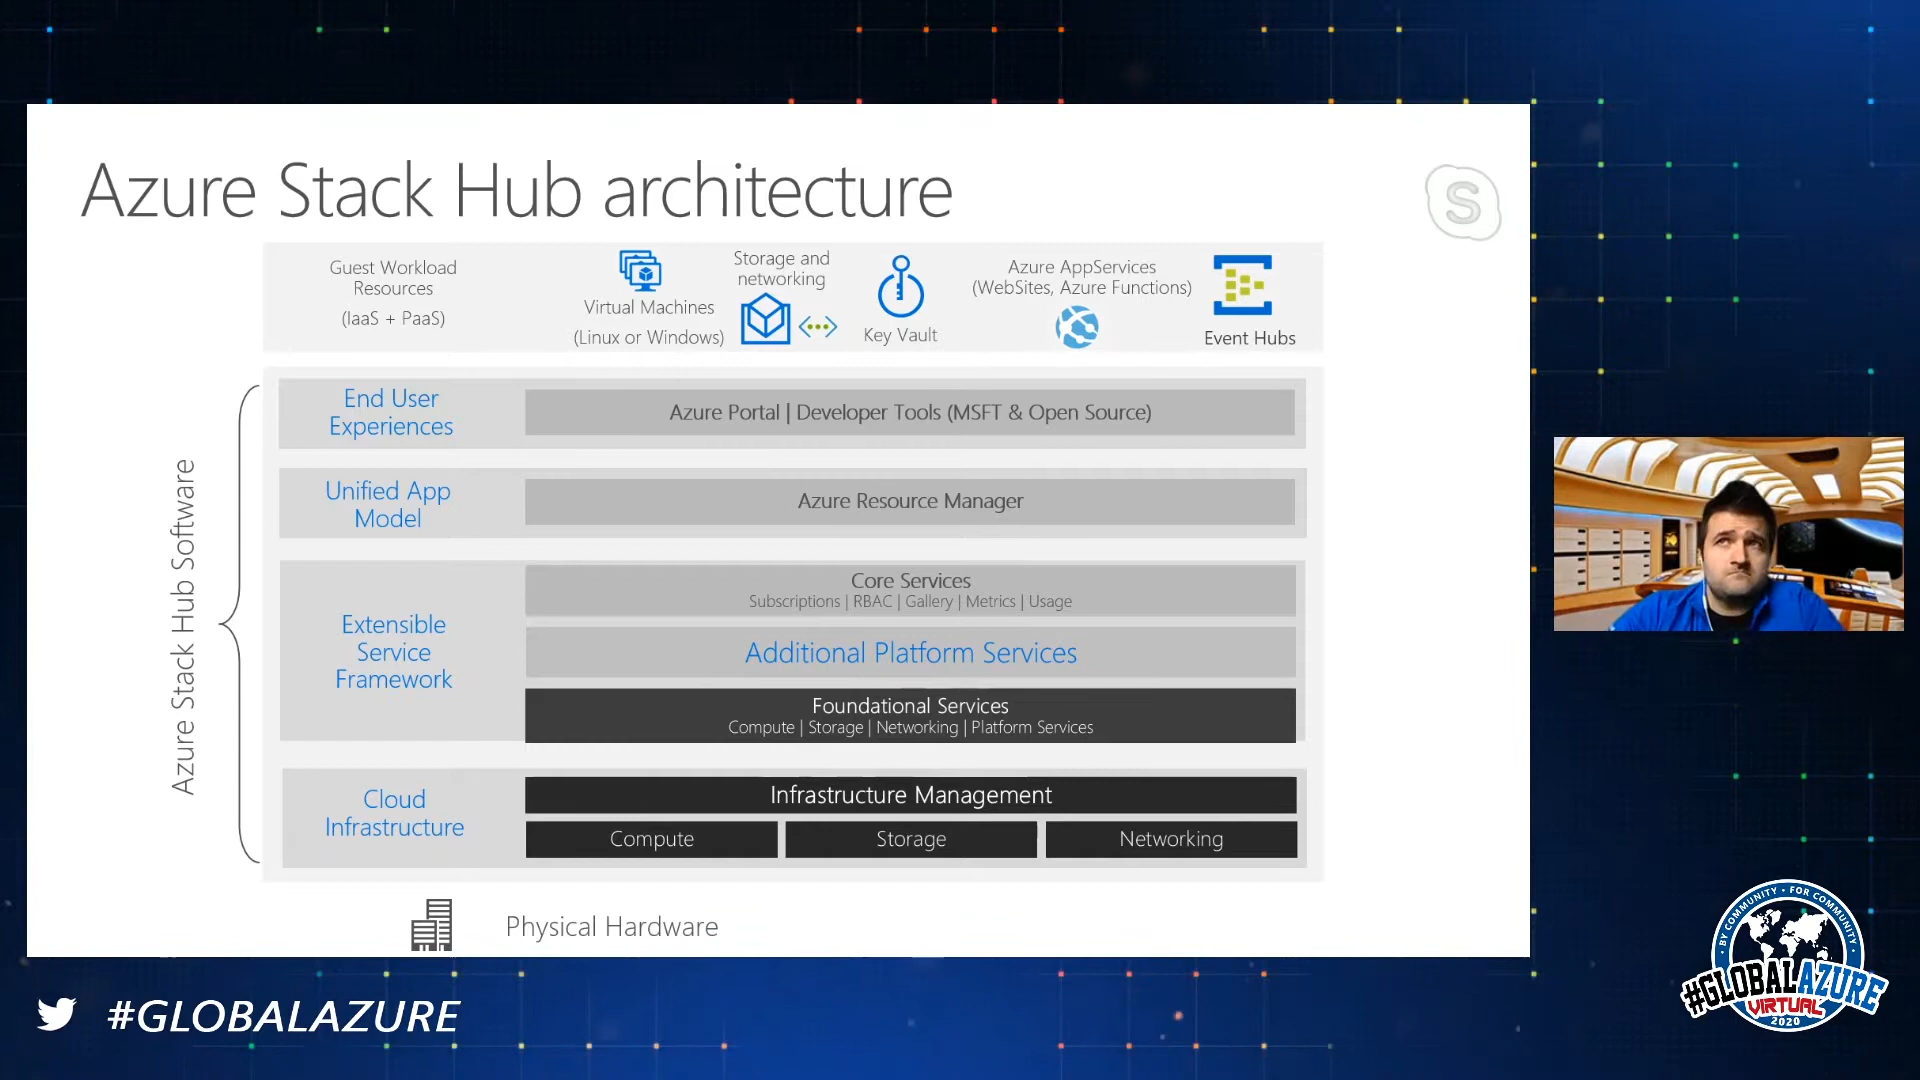 Azure Stack Hub architecture
S
Guest Workload
Resources
(IaaS + PaaS)
Virtual Machines
(Linux or Windows)
Storage and
networking
Key Vault
Azure AppServices
(WebSites, Azure Functions)
Event Hubs
Azure Stack Hub Software
End User
Experiences
Azure Portal | Developer Tools (MSFT & Open Source)
Unified App
Model
Azure Resource Manager
Extensible
Service
Framework
Core Services
Subscriptions | RBAC | Gallery | Metrics | Usage
Additional Platform Services
Foundational Services
Compute | Storage | Networking | Platform Services
Cloud
Infrastructure
Infrastructure Management
Compute
Storage
Networking
Physical Hardware
#GLOBALAZURE
BY COMMUNITY • FOR COMMUNITY
#GLOBALAZURE
VIRTUAL
2020